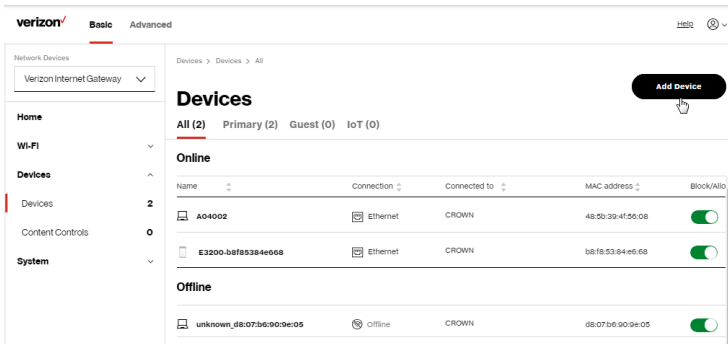 verizon✓ Basic Advanced Help
Network Devices
Verizon Internet Gateway
Home
Wi-Fi
Devices
Devices 2
Content Controls 0
System
Devices > Devices > All
Devices
Add Device
All (2) Primary (2) Guest (0) IoT (0)
Online
Name Connection Connected to MAC address Block/Allo
A04002 Ethernet CROWN 48:5b:39:4f:56:08
E3200-b8f85384e668 Ethernet CROWN b8:f8:53:84:e6:68
Offline
unknown_d8:07:b6:90:9e:05 Offline CROWN d8:07:b6:90:9e:05